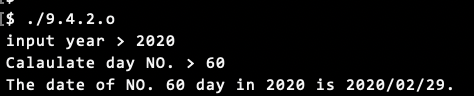 $ ./9.4.2.o
input year > 2020
Calaulate day NO. > 60
The date of NO. 60 day in 2020 is 2020/02/29.